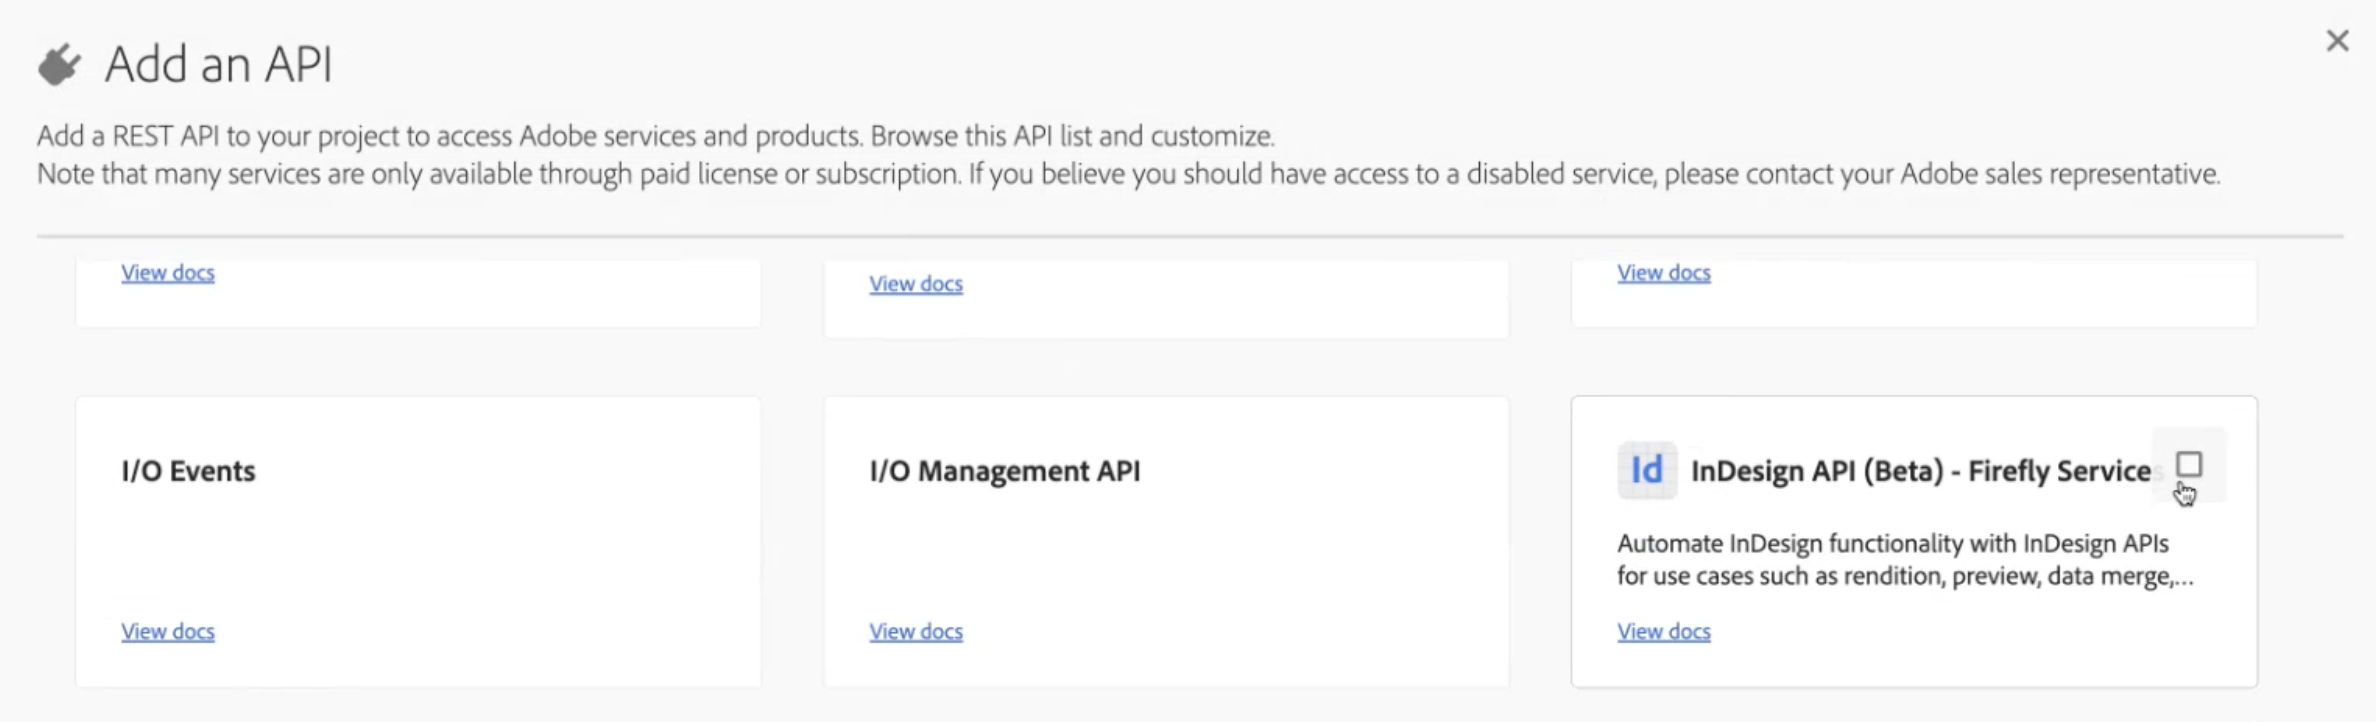 Add an API
Add a REST API to your project to access Adobe services and products. Browse this API list and customize.
Note that many services are only available through paid license or subscription. If you believe you should have access to a disabled service, please contact your Adobe sales representative.
View docs
View docs
View docs
I/O Events
View docs
I/O Management API
View docs
Id
InDesign API (Beta) - Firefly Services
Automate InDesign functionality with InDesign APIs
for use cases such as rendition, preview, data merge,...
View docs